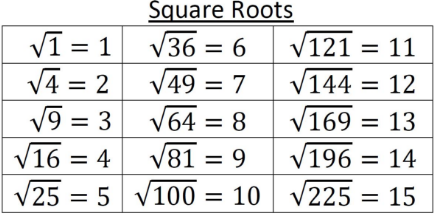 Square Roots
√1 = 1 √36 = 6 √121 = 11
√4 = 2 √49 = 7 √144 = 12
√9 = 3 √64 = 8 √169 = 13
√16 = 4 √81 = 9 √196 = 14
√25 = 5 √100 = 10 √225 = 15